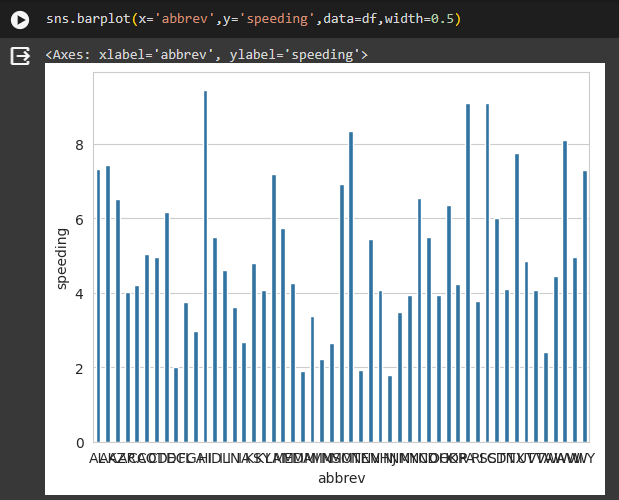 sns.barplot(x='abbrev',y='speeding',data=df,width=0.5)
<Axes: xlabel='abbrev', ylabel='speeding'>
8
6
speeding
4
2
0
abbrev